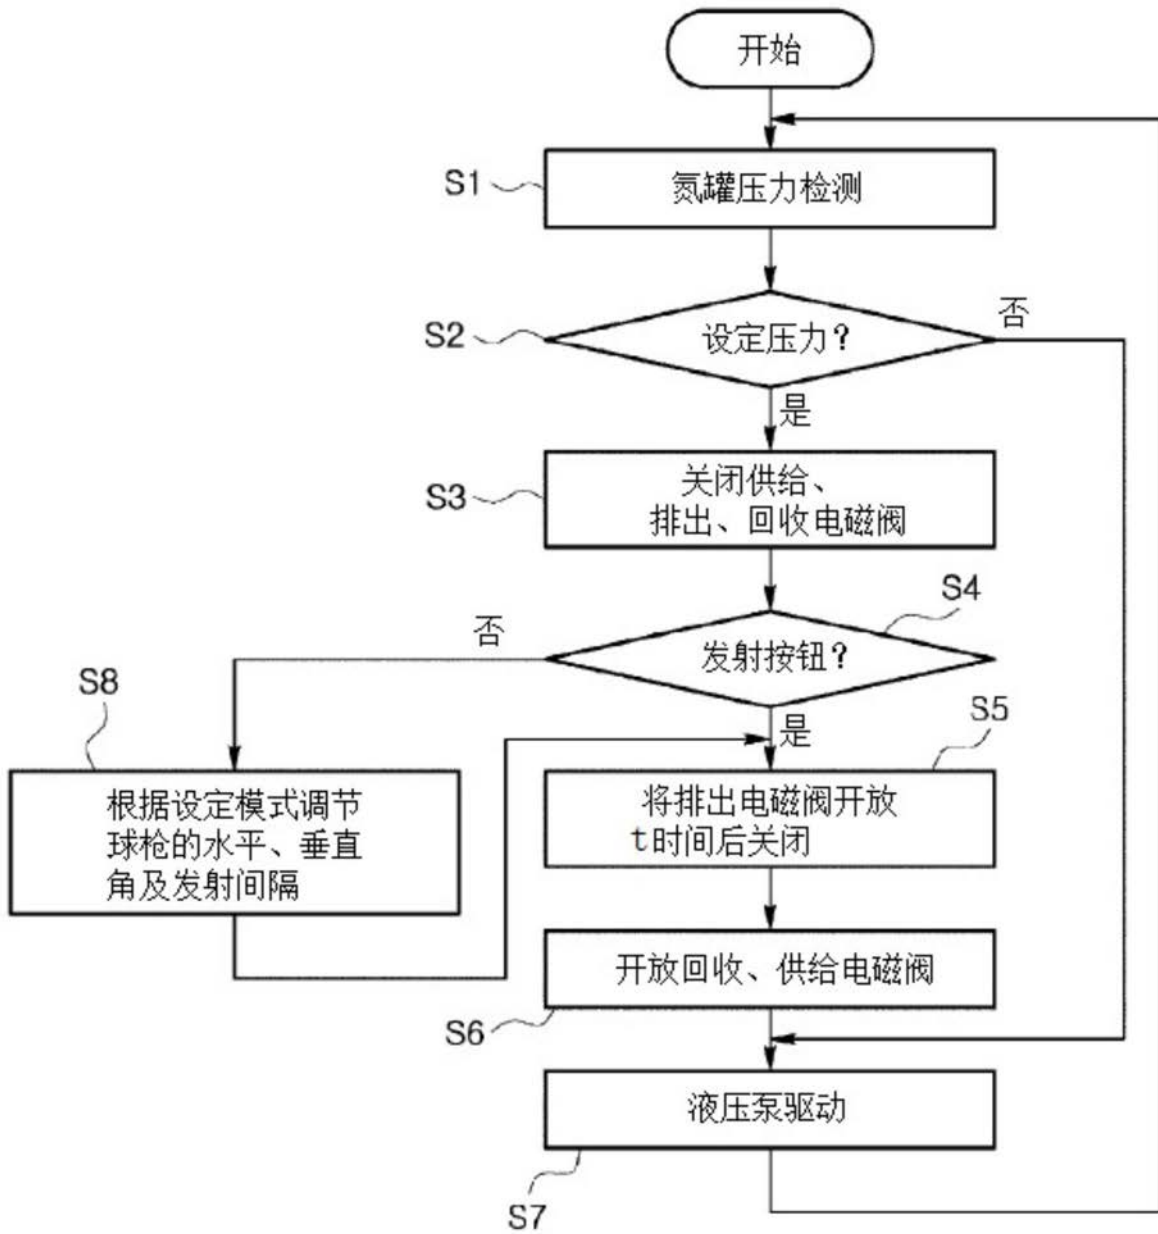 开始
S1
氮罐压力检测
S2
设定压力？
否
是
S3
关闭供给、
排出、回收电磁阀
S4
发射按钮？
否
是
S8
根据设定模式调节
球枪的水平、垂直
角及发射间隔
S5
将排出电磁阀开放
t时间后关闭
开放回收、供给电磁阀
S6
液压泵驱动
S7